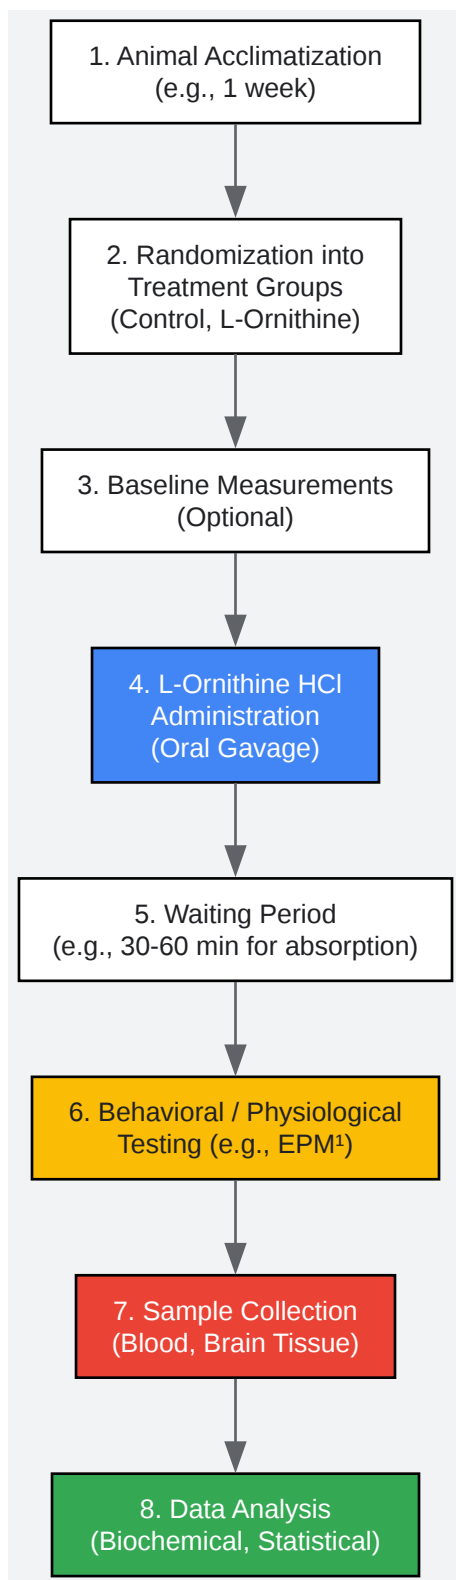 1. Animal Acclimatization
(e.g., 1 week)
2. Randomization into
Treatment Groups
(Control, L-Ornithine)
3. Baseline Measurements
(Optional)
4. L-Ornithine HCl
Administration
(Oral Gavage)
5. Waiting Period
(e.g., 30-60 min for absorption)
6. Behavioral / Physiological
Testing (e.g., EPM¹)
7. Sample Collection
(Blood, Brain Tissue)
8. Data Analysis
(Biochemical, Statistical)